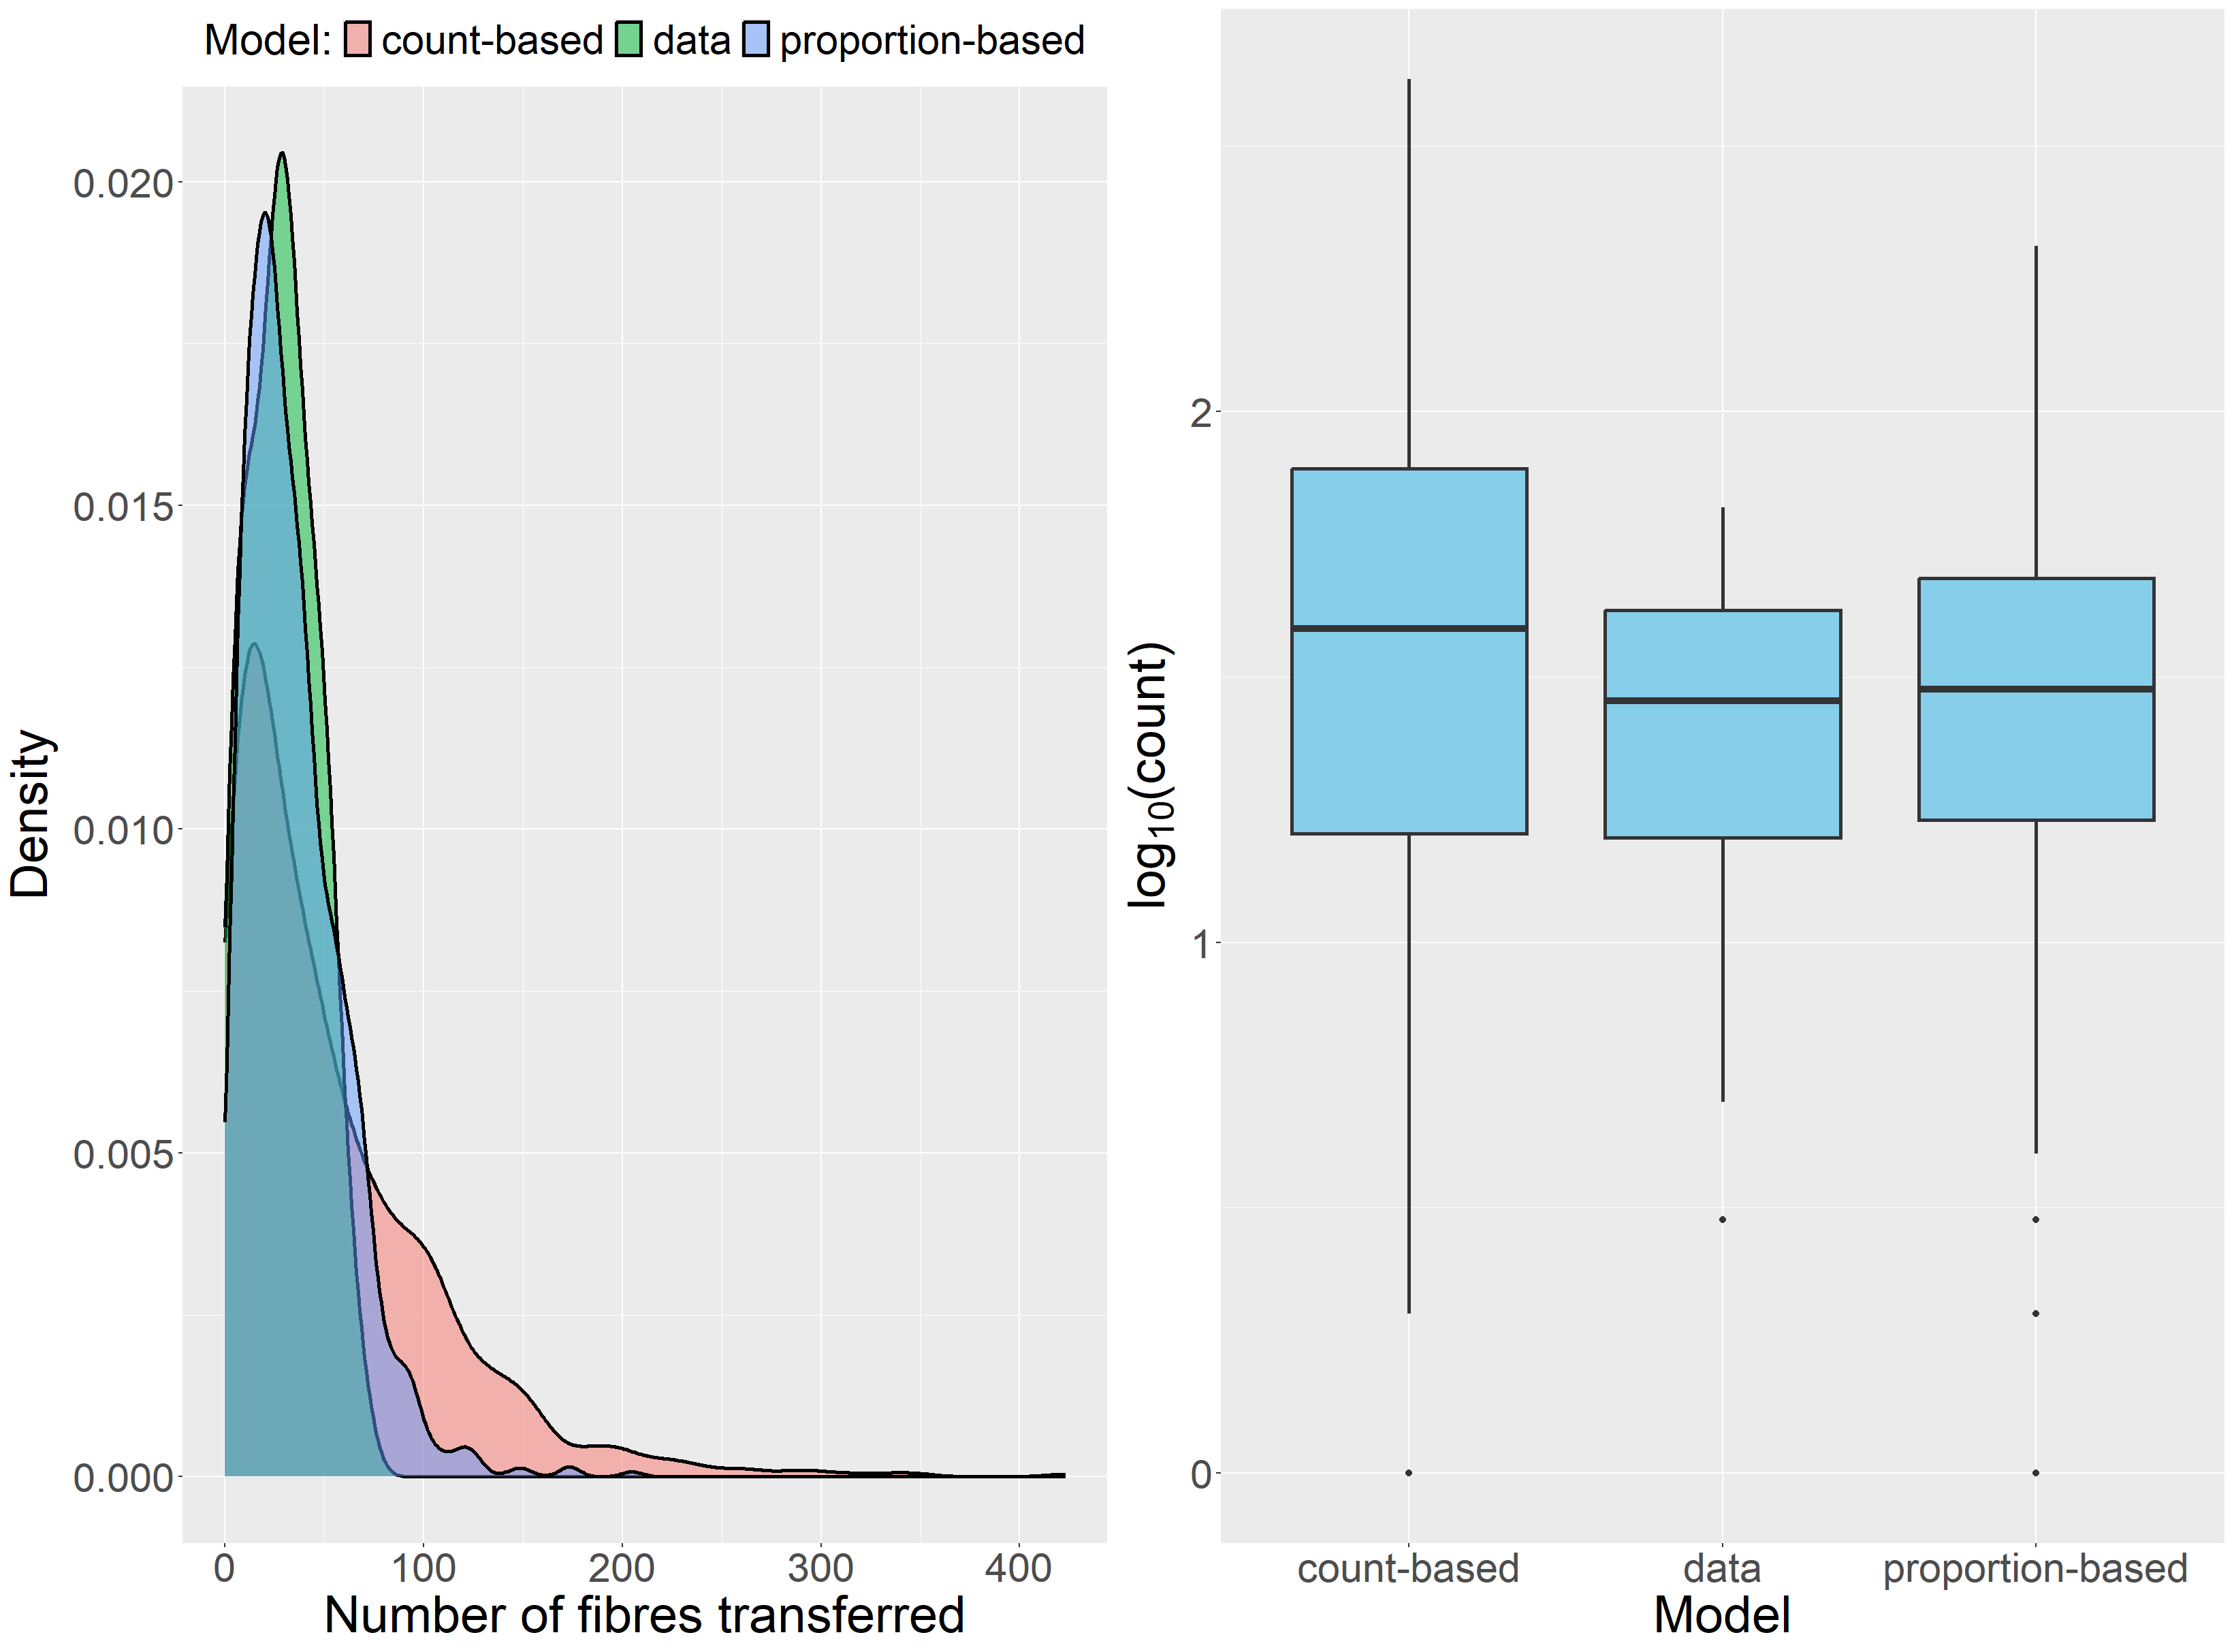 Model: count-based data proportion-based
Density
0.020
0.015
0.010
0.005
0.000
0 100 200 300 400
Number of fibres transferred
log₁₀(count)
2
1
0
count-based data proportion-based
Model